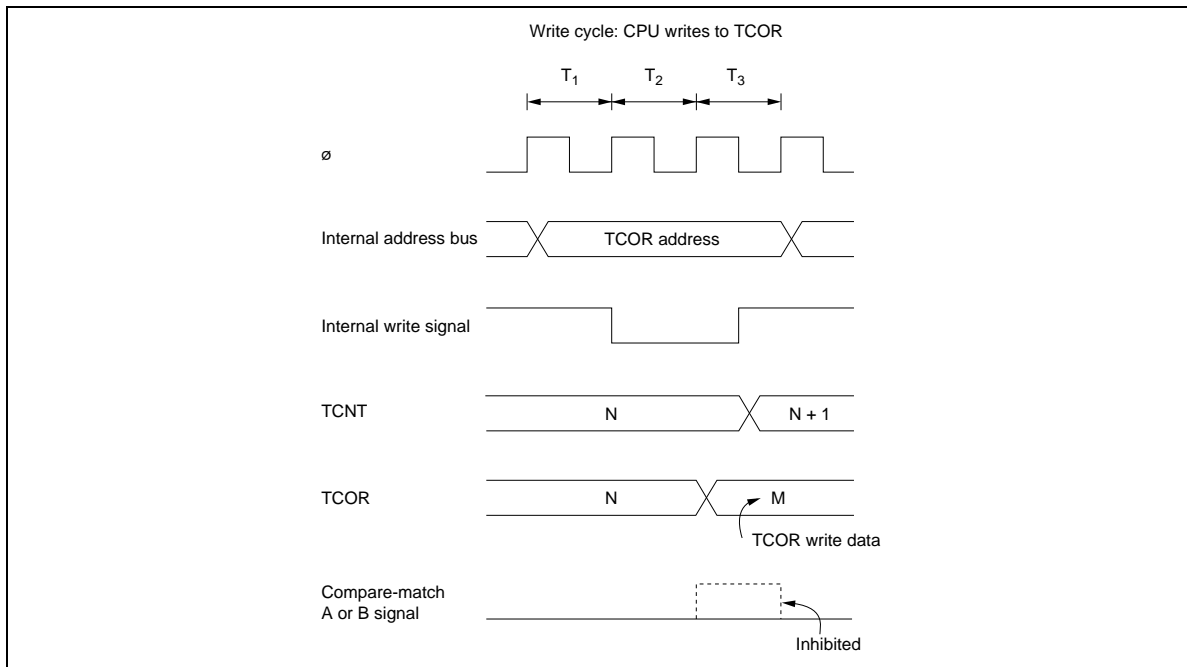 Write cycle: CPU writes to TCOR
T1 T2 T3
ø
Internal address bus
TCOR address
Internal write signal
TCNT
N
N + 1
TCOR
N
M
TCOR write data
Compare-match
A or B signal
Inhibited